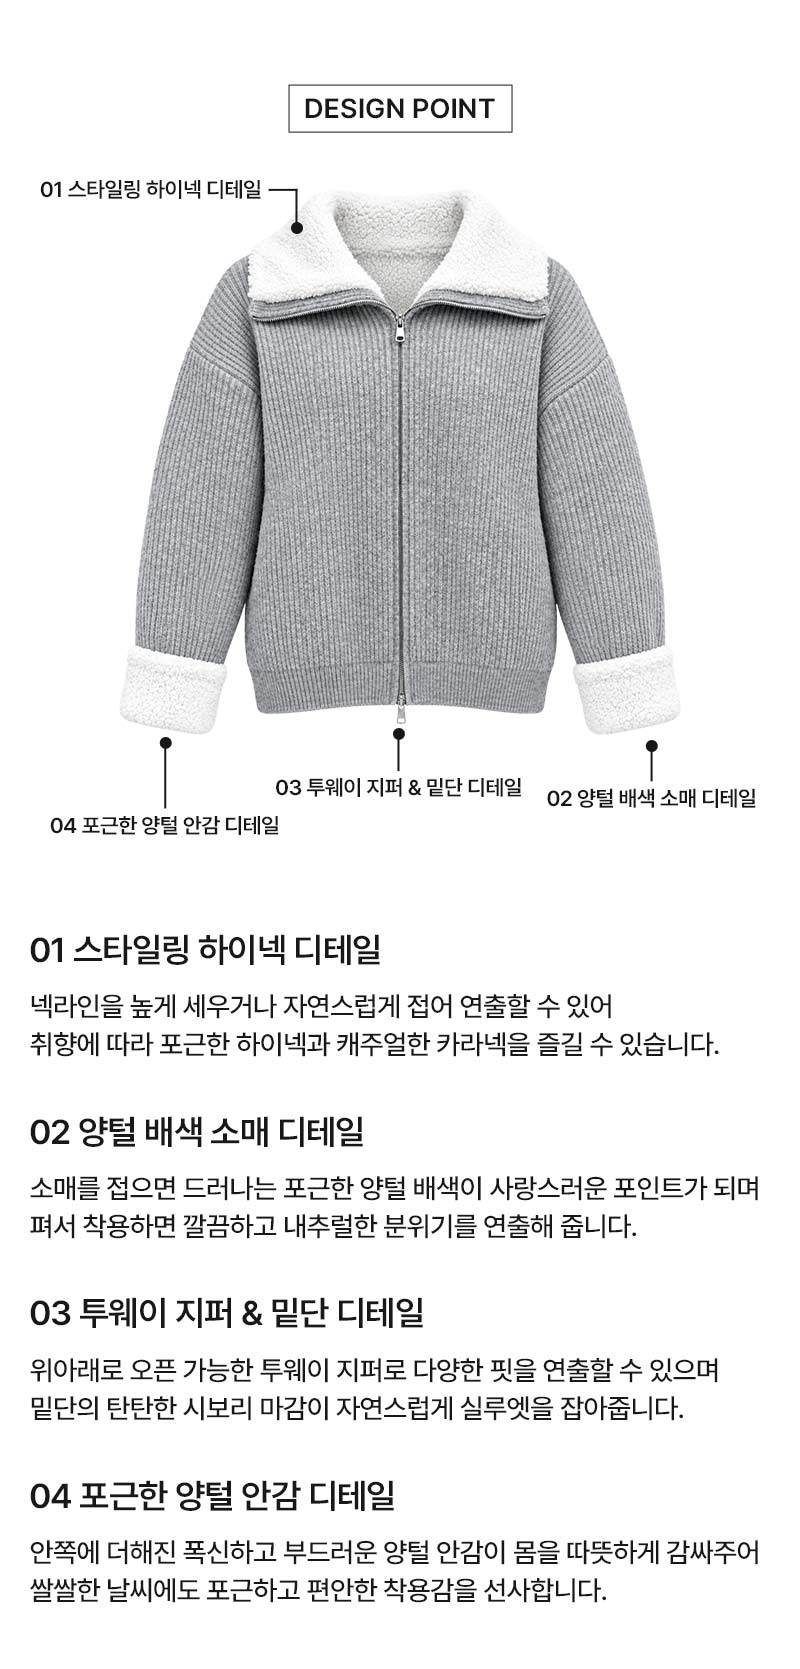 DESIGN POINT
01 스타일링 하이넥 디테일
03 투웨이 지퍼 & 밑단 디테일
02 양털 배색 소매 디테일
04 포근한 양털 안감 디테일
01 스타일링 하이넥 디테일
넥라인을 높게 세우거나 자연스럽게 접어 연출할 수 있어
취향에 따라 포근한 하이넥과 캐주얼한 카라넥을 즐길 수 있습니다.
02 양털 배색 소매 디테일
소매를 접으면 드러나는 포근한 양털 배색이 사랑스러운 포인트가 되며
펴서 착용하면 깔끔하고 내추럴한 분위기를 연출해 줍니다.
03 투웨이 지퍼 & 밑단 디테일
위아래로 오픈 가능한 투웨이 지퍼로 다양한 핏을 연출할 수 있으며
밑단의 탄탄한 시보리 마감이 자연스럽게 실루엣을 잡아줍니다.
04 포근한 양털 안감 디테일
안쪽에 더해진 폭신하고 부드러운 양털 안감이 몸을 따뜻하게 감싸주어
쌀쌀한 날씨에도 포근하고 편안한 착용감을 선사합니다.